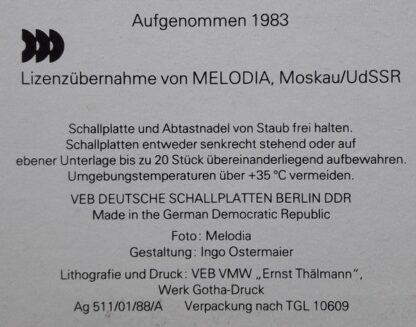 Aufgenommen 1983
Lizenzübernahme von MELODIA, Moskau/UdSSR
Schallplatte und Abtastnadel von Staub frei halten.
Schallplatten entweder senkrecht stehend oder auf
ebener Unterlage bis zu 20 Stück übereinanderliegend aufbewahren.
Umgebungstemperaturen über +35 °C vermeiden.
VEB DEUTSCHE SCHALLPLATTEN BERLIN DDR
Made in the German Democratic Republic
Foto: Melodia
Gestaltung: Ingo Ostermaier
Lithografie und Druck: VEB VMW „Ernst Thälmann",
Werk Gotha-Druck
Ag 511/01/88/A Verpackung nach TGL 10609